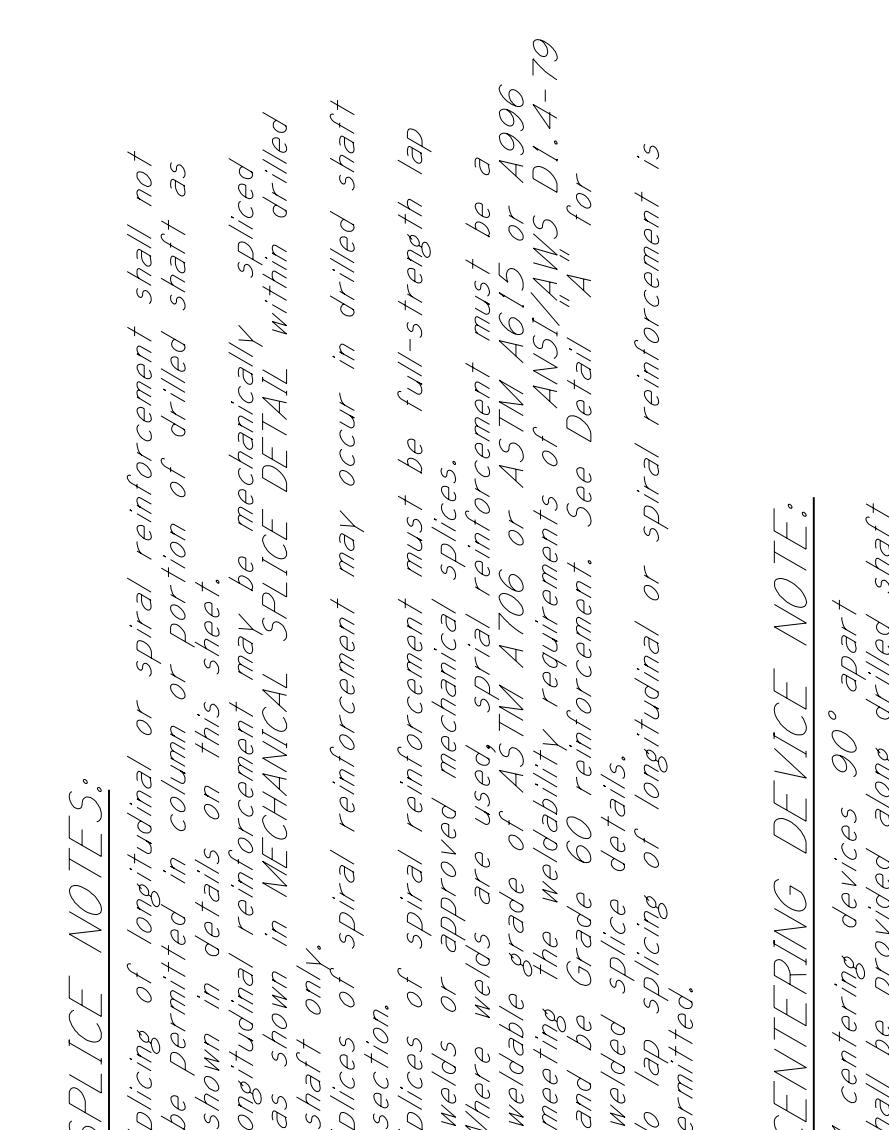 SPLICE NOTES:
plicing of longitudinal or spiral reinforcement shall not
be permitted in column or portion of drilled shaft as
shown in details on this sheet.
ongitudinal reinforcement may be mechanically spliced
as shown in MECHANICAL SPLICE DETAIL within drilled
shaft only.
plices of spiral reinforcement may occur in drilled shaft
section.
plices of spiral reinforcement must be full-strength lap
welds or approved mechanical splices.
Where welds are used, sprial reinforcement must be a
weldable grade of ASTM A706 or ASTM A615 or A996
meeting the weldability requirements of ANSI/AWS D1.4-79
and be Grade 60 reinforcement. See Detail "A" for
welded splice details.
o lap splicing of longitudinal or spiral reinforcement is
ermitted.
CENTERING DEVICE NOTE:
centering devices 90° apart
hall be provided along drilled shaft